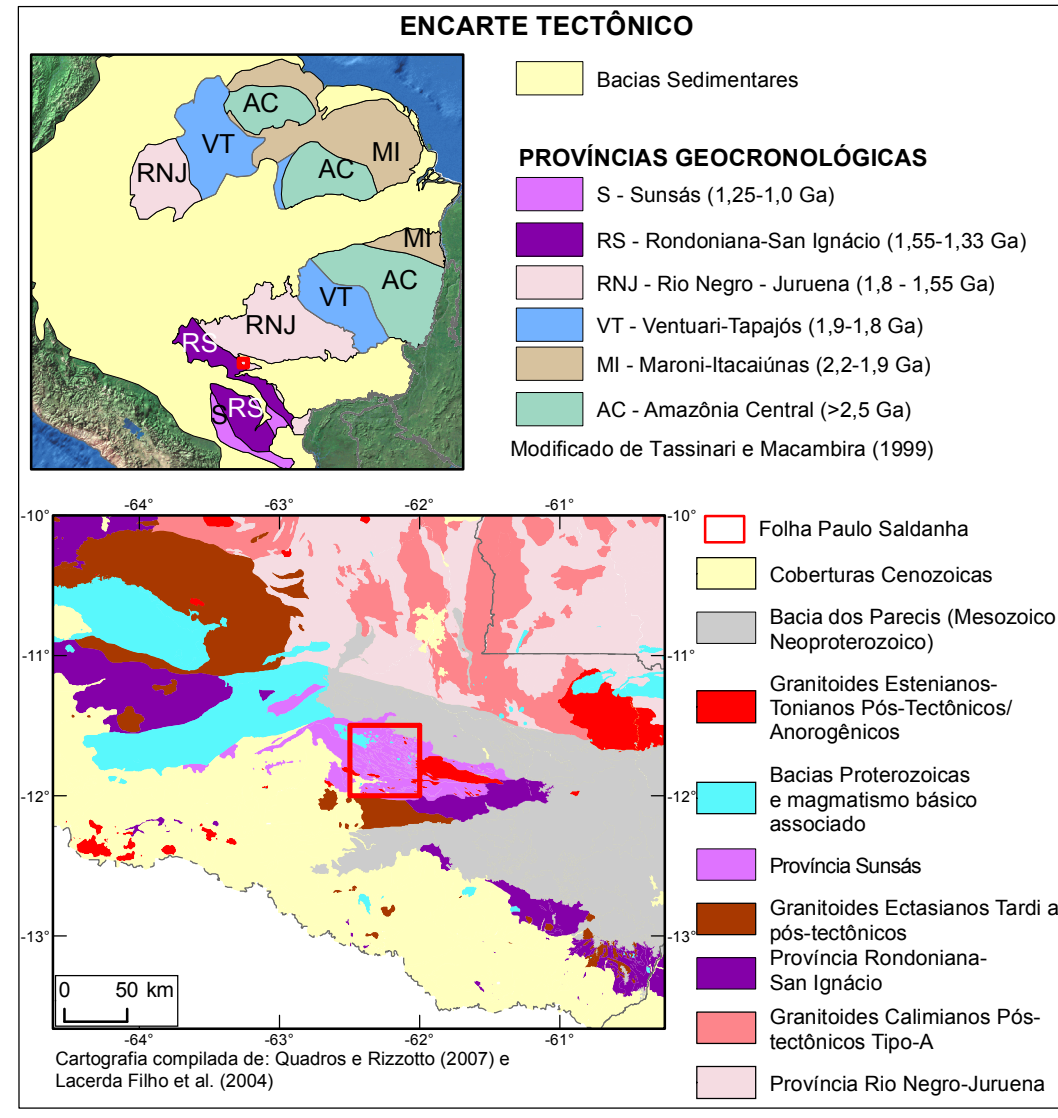 ENCARTE TECTÔNICO
AC
VT
MI
RNJ
AC
MI
AC
VT
RNJ
RS
RS
S
Bacias Sedimentares
PROVÍNCIAS GEOCRONOLÓGICAS
S - Sunsás (1,25-1,0 Ga)
RS - Rondoniana-San Ignácio (1,55-1,33 Ga)
RNJ - Rio Negro - Juruena (1,8 - 1,55 Ga)
VT - Ventuari-Tapajós (1,9-1,8 Ga)
MI - Maroni-Itacaiúnas (2,2-1,9 Ga)
AC - Amazônia Central (>2,5 Ga)
Modificado de Tassinari e Macambira (1999)
-64° -63° -62° -61°
-10° -10°
-11° -11°
-12° -12°
-13° -13°
0 50 km
-64° -63° -62° -61°
Cartografia compilada de: Quadros e Rizzotto (2007) e
Lacerda Filho et al. (2004)
Folha Paulo Saldanha
Coberturas Cenozoicas
Bacia dos Parecis (Mesozoico
Neoproterozoico)
Granitoides Estenianos-
Tonianos Pós-Tectônicos/
Anorogênicos
Bacias Proterozoicas
e magmatismo básico
associado
Província Sunsás
Granitoides Ectasianos Tardi a
pós-tectônicos
Província Rondoniana-
San Ignácio
Granitoides Calimianos Pós-
tectônicos Tipo-A
Província Rio Negro-Juruena